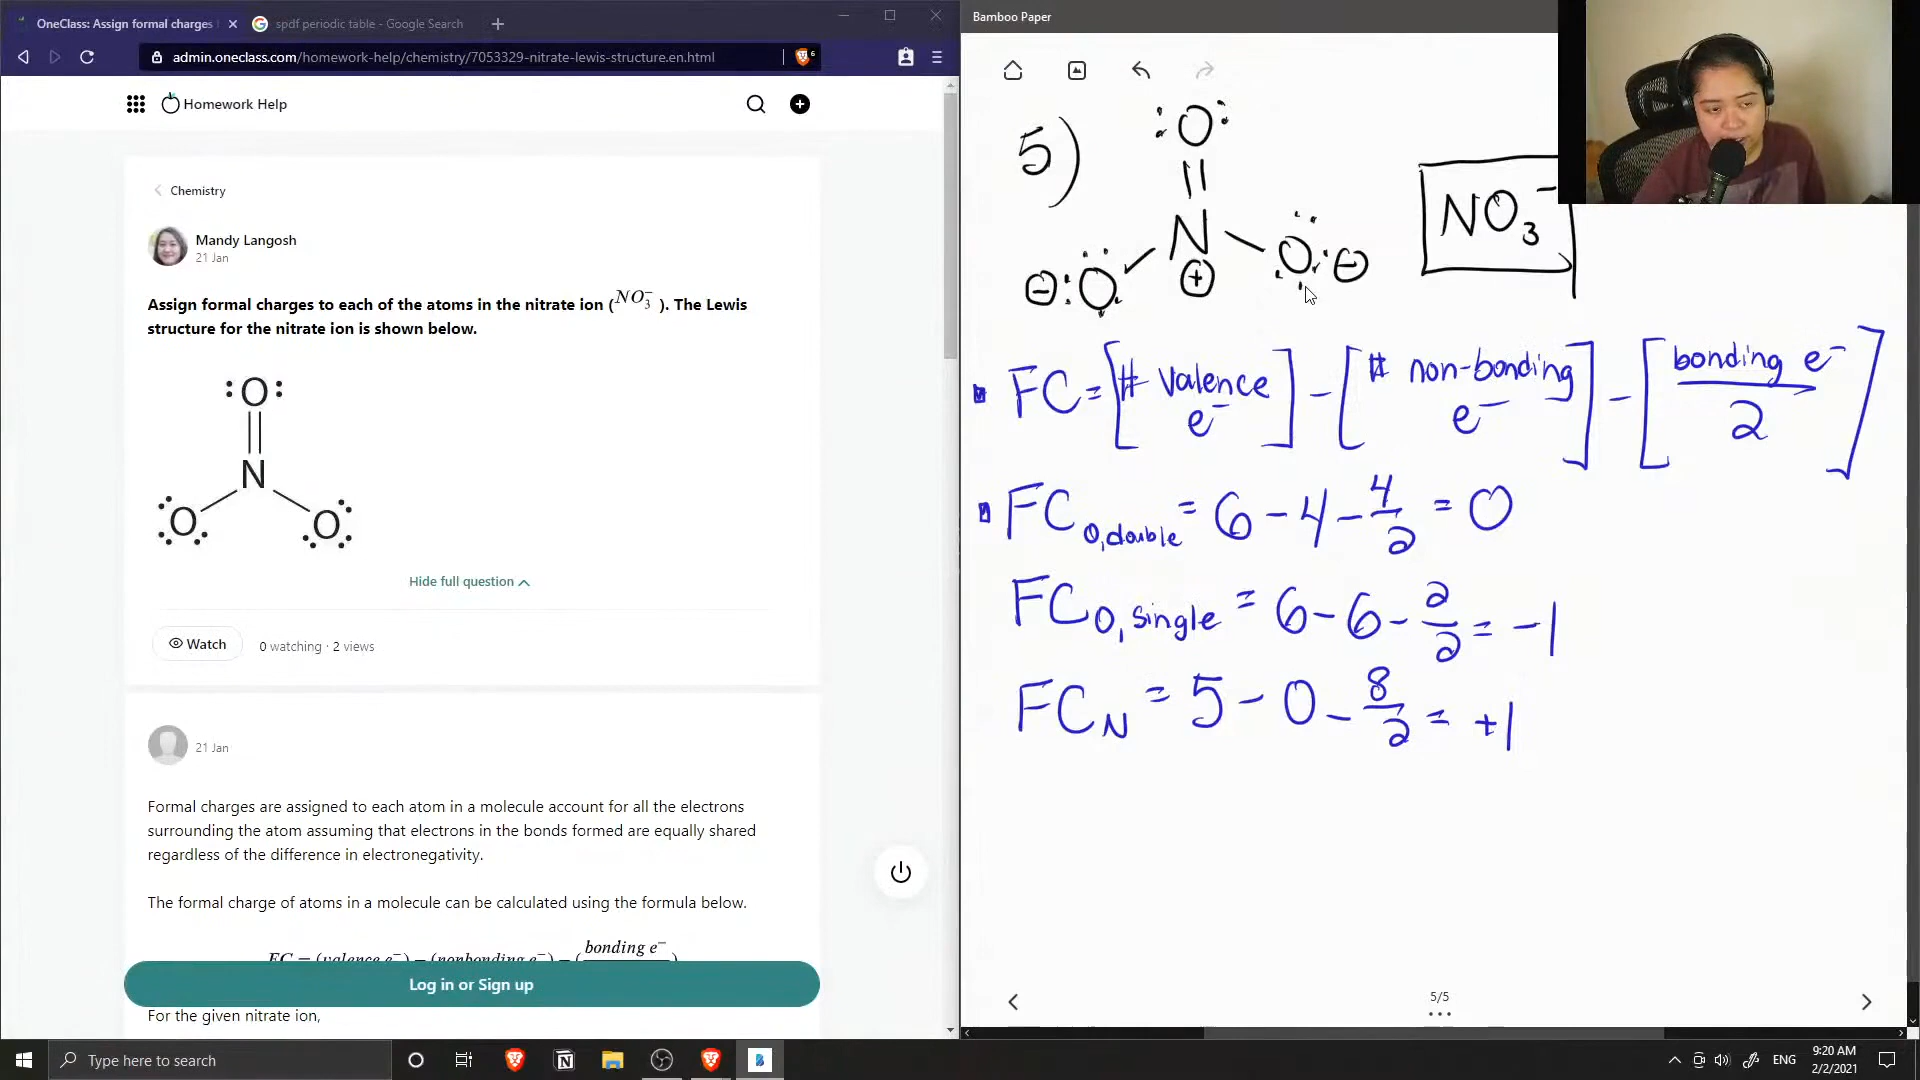 OneClass: Assign formal charges
spdf periodic table - Google Search
admin.oneclass.com/homework-help/chemistry/7053329-nitrate-lewis-structure.en.html
6
Homework Help
Chemistry
Mandy Langosh
21 Jan
Assign formal charges to each of the atoms in the nitrate ion (NO₃⁻). The Lewis
structure for the nitrate ion is shown below.
:O:
N
O
O
Hide full question
Watch
0 watching · 2 views
21 Jan
Formal charges are assigned to each atom in a molecule account for all the electrons
surrounding the atom assuming that electrons in the bonds formed are equally shared
regardless of the difference in electronegativity.
The formal charge of atoms in a molecule can be calculated using the formula below.
FC = (valence e⁻) − (nonbonding e⁻) − (bonding e⁻)
Log in or Sign up
For the given nitrate ion,
Bamboo Paper
5)
:O:
N
⊕
⊖:O
O:⊖
NO₃⁻
FC = [# valence e⁻] − [# non-bonding e⁻] − [bonding e⁻ / 2]
FC O, double = 6 − 4 − 4/2 = 0
FC O, single = 6 − 6 − 2/2 = −1
FC N = 5 − 0 − 8/2 = +1
5/5
Type here to search
ENG
9:20 AM
2/2/2021